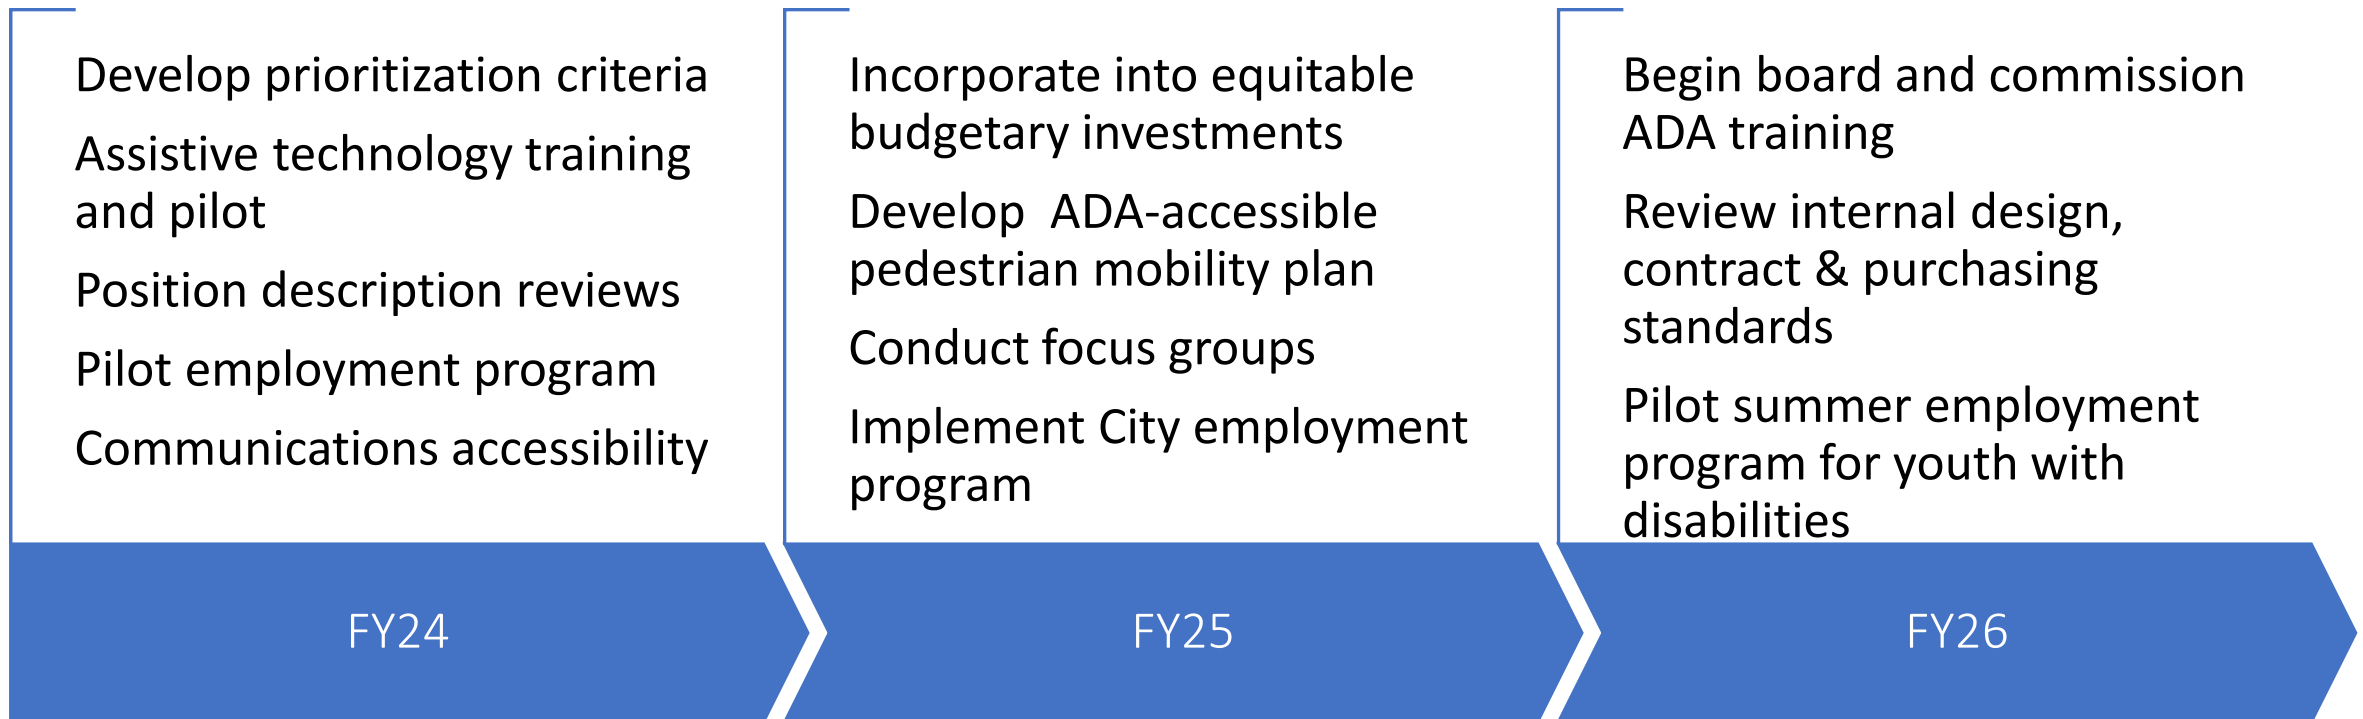 Develop prioritization criteria
Assistive technology training
and pilot
Position description reviews
Pilot employment program
Communications accessibility
FY24
Incorporate into equitable
budgetary investments
Develop  ADA-accessible
pedestrian mobility plan
Conduct focus groups
Implement City employment
program
FY25
Begin board and commission
ADA training
Review internal design,
contract & purchasing
standards
Pilot summer employment
program for youth with
disabilities
FY26